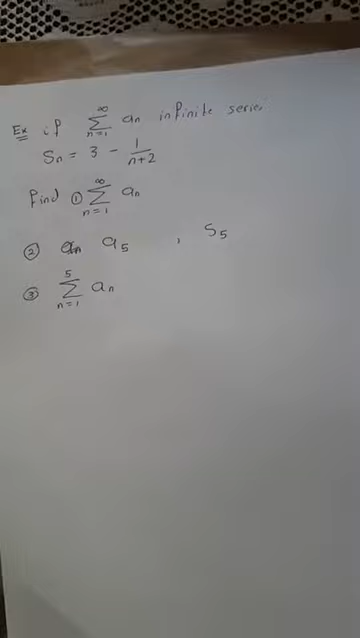 Ex if ∞ Σ n=1 an infinite series
Sn = 3 - 1/n+2
Find ① ∞ Σ n=1 an
② a5 , S5
③ 5 Σ n=1 an